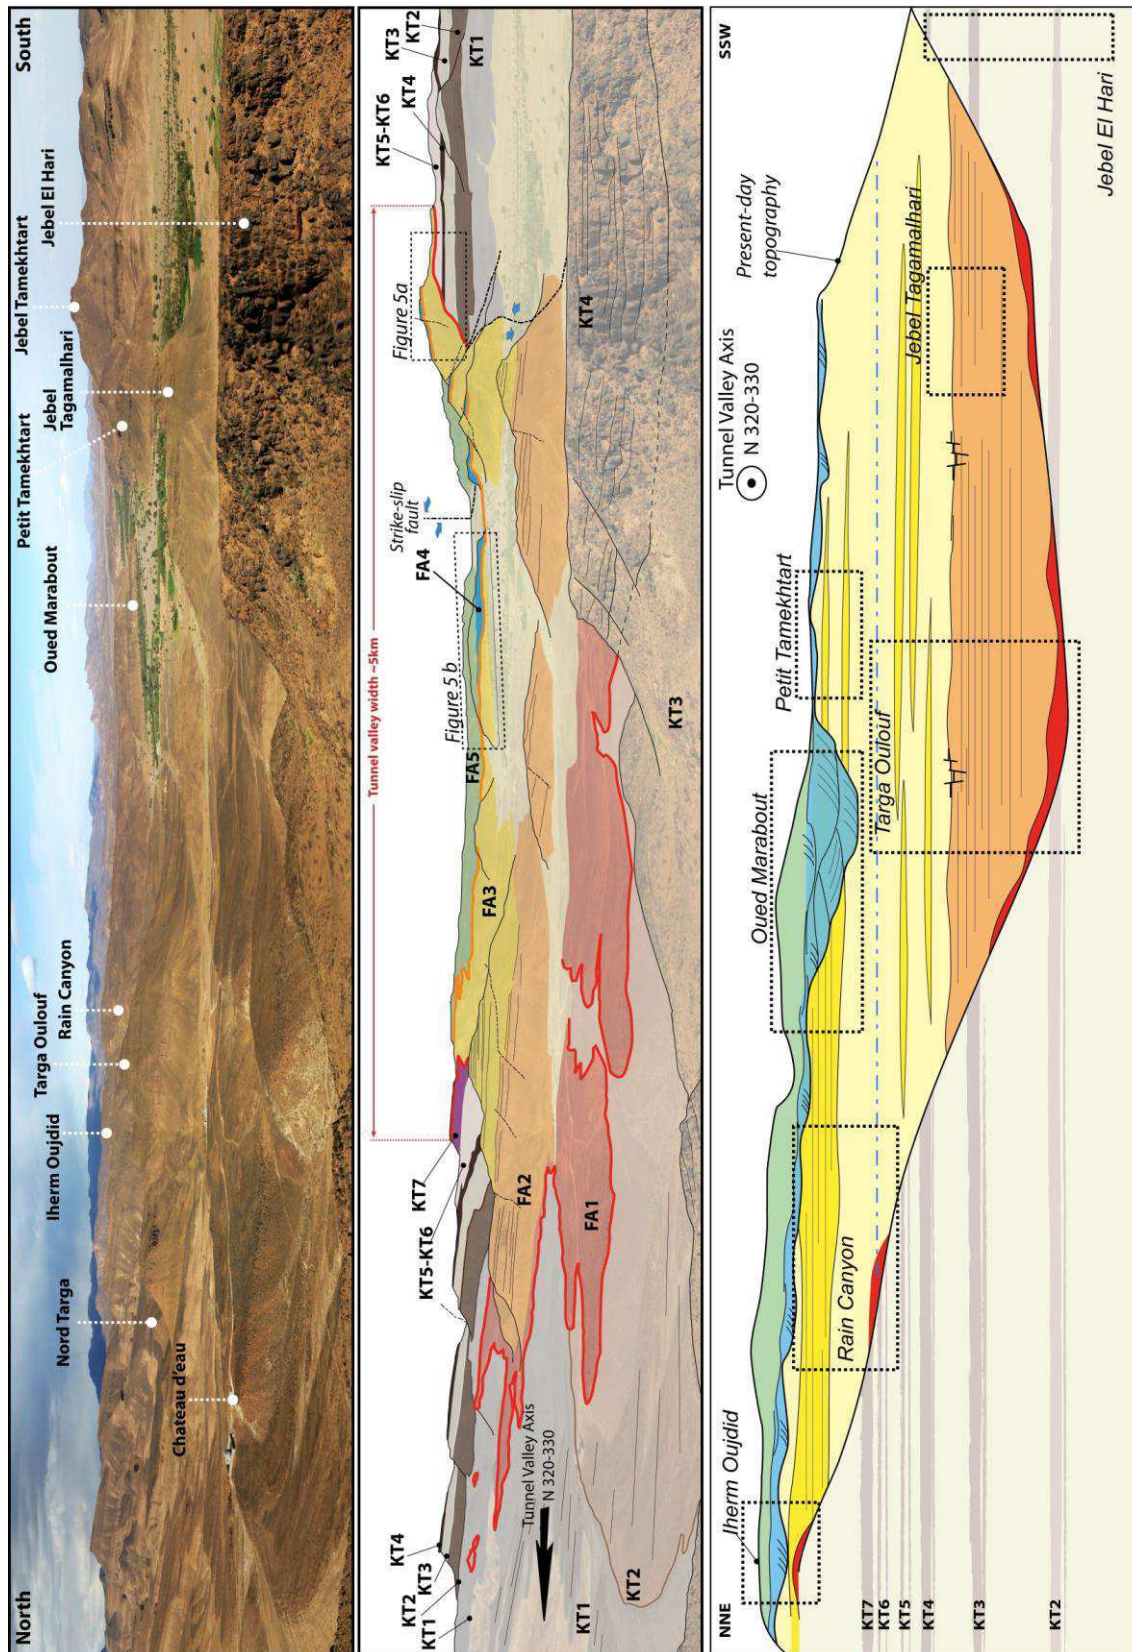 North
South
Nord Targa
Chateau d'eau
Iherm Oujdid
Targa Oulouf
Rain Canyon
Oued Marabout
Petit Tamekhtart
Jebel
Tagamalhari
Jebel Tamekhtart
Jebel El Hari
KT4
KT3
KT2
KT1
Tunnel Valley Axis
N 320-330
KT1
KT2
KT5-KT6
KT7
FA2
FA1
FA3
FA5
Tunnel valley width ~5km
Figure 5b
FA4
Strike-slip
fault
Figure 5a
KT3
KT4
KT5-KT6
KT4
KT3
KT2
KT1
NNE
SSW
Iherm Oujdid
Rain Canyon
Oued Marabout
Petit Tamekhtart
Targa Oulouf
Tunnel Valley Axis
N 320-330
Present-day
topography
Jebel Tagamalhari
Jebel El Hari
KT7
KT6
KT5
KT4
KT3
KT2